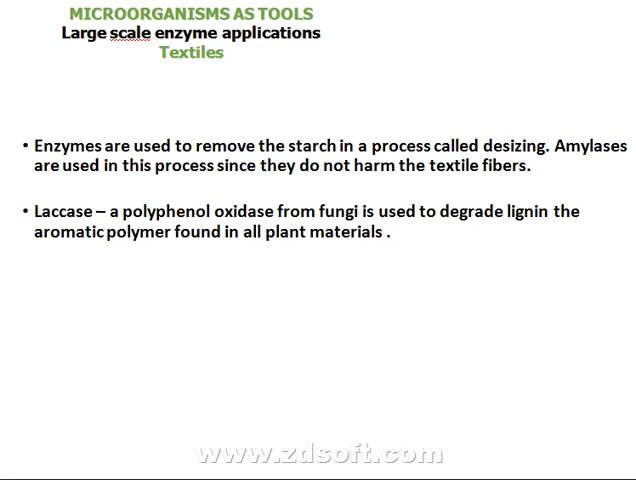 MICROORGANISMS AS TOOLS
Large scale enzyme applications
Textiles
• Enzymes are used to remove the starch in a process called desizing. Amylases
are used in this process since they do not harm the textile fibers.
• Laccase – a polyphenol oxidase from fungi is used to degrade lignin the
aromatic polymer found in all plant materials .
www.zdsoft.com